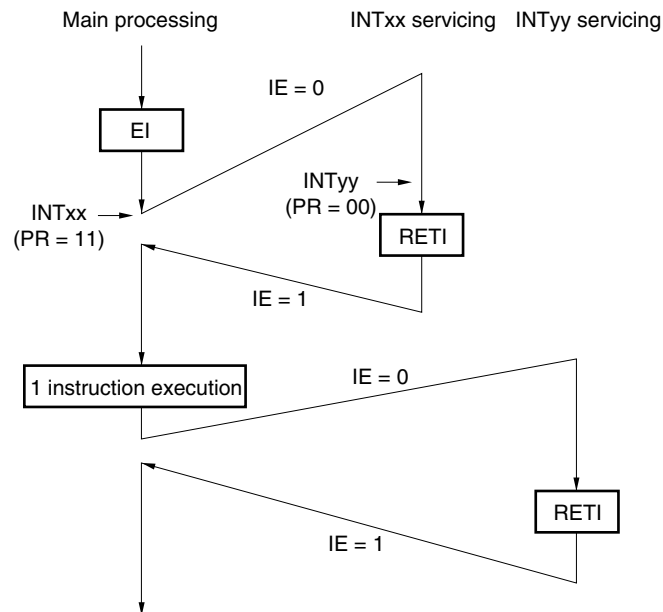 Main processing
INTxx servicing
INTyy servicing
IE = 0
EI
INTyy
(PR = 00)
INTxx
(PR = 11)
RETI
IE = 1
1 instruction execution
IE = 0
RETI
IE = 1